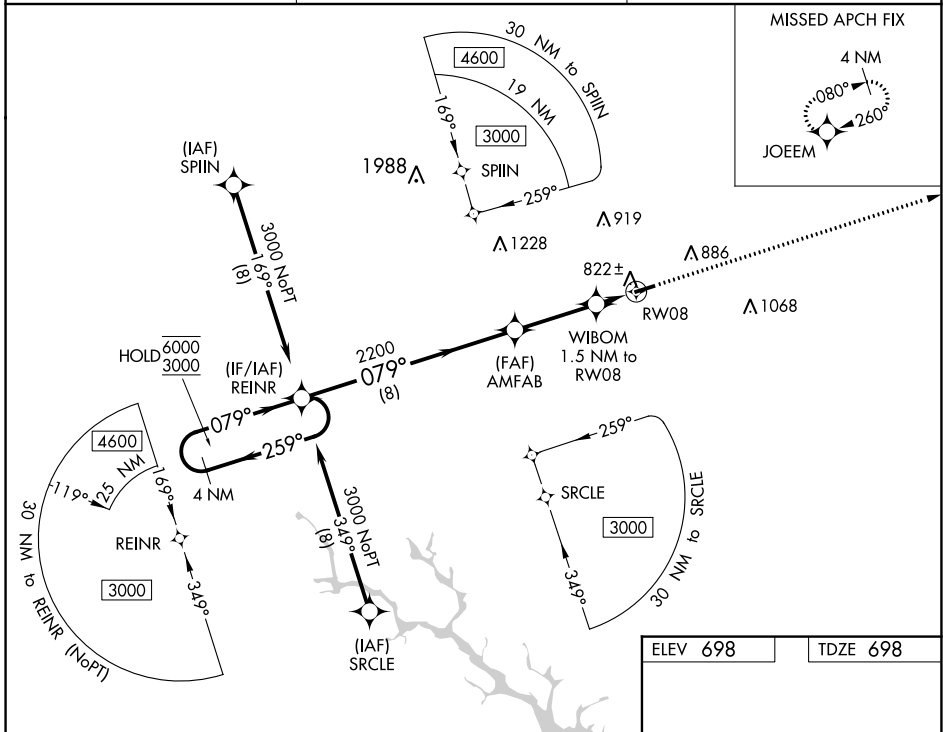 MISSED APCH FIX
4 NM
080°
260°
JOEEM
30 NM to SPIIN
4600
19 NM
169°
3000
SPIIN
259°
(IAF)
SPIIN
1988
919
1228
3000 NoPT
169°
(8)
822±
886
RW08
1068
WIBOM
1.5 NM to
RW08
HOLD
6000
3000
(IF/IAF)
REINR
2200
079°
(8)
(FAF)
AMFAB
079°
259°
4 NM
4600
119°
25 NM
169°
REINR
3000
349°
30 NM to REINR (NoPT)
3000 NoPT
349°
(8)
(IAF)
SRCLE
259°
SRCLE
3000
349°
30 NM to SRCLE
ELEV 698
TDZE 698